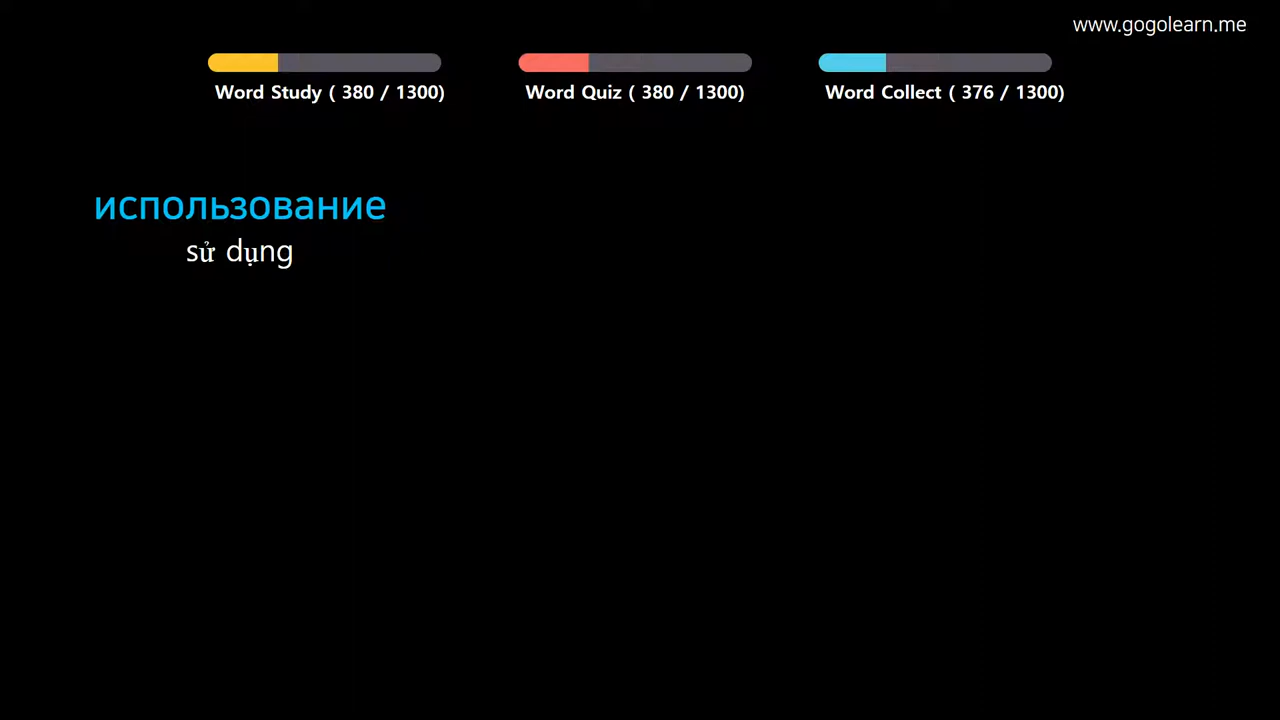 www.gogolearn.me
Word Study ( 380 / 1300)
Word Quiz ( 380 / 1300)
Word Collect ( 376 / 1300)
использование
sử dụng